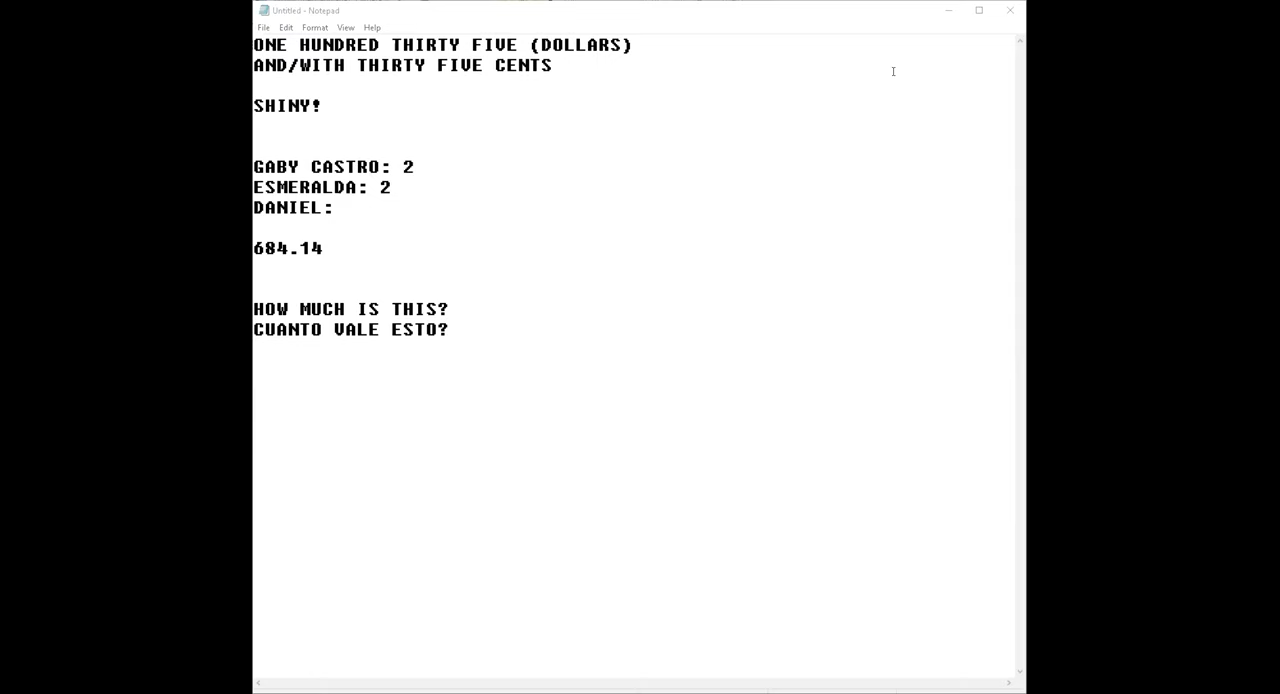 Untitled - Notepad
File Edit Format View Help
ONE HUNDRED THIRTY FIVE (DOLLARS)
AND/WITH THIRTY FIVE CENTS
SHINY!
GABY CASTRO: 2
ESMERALDA: 2
DANIEL:
684.14
HOW MUCH IS THIS?
CUANTO VALE ESTO?